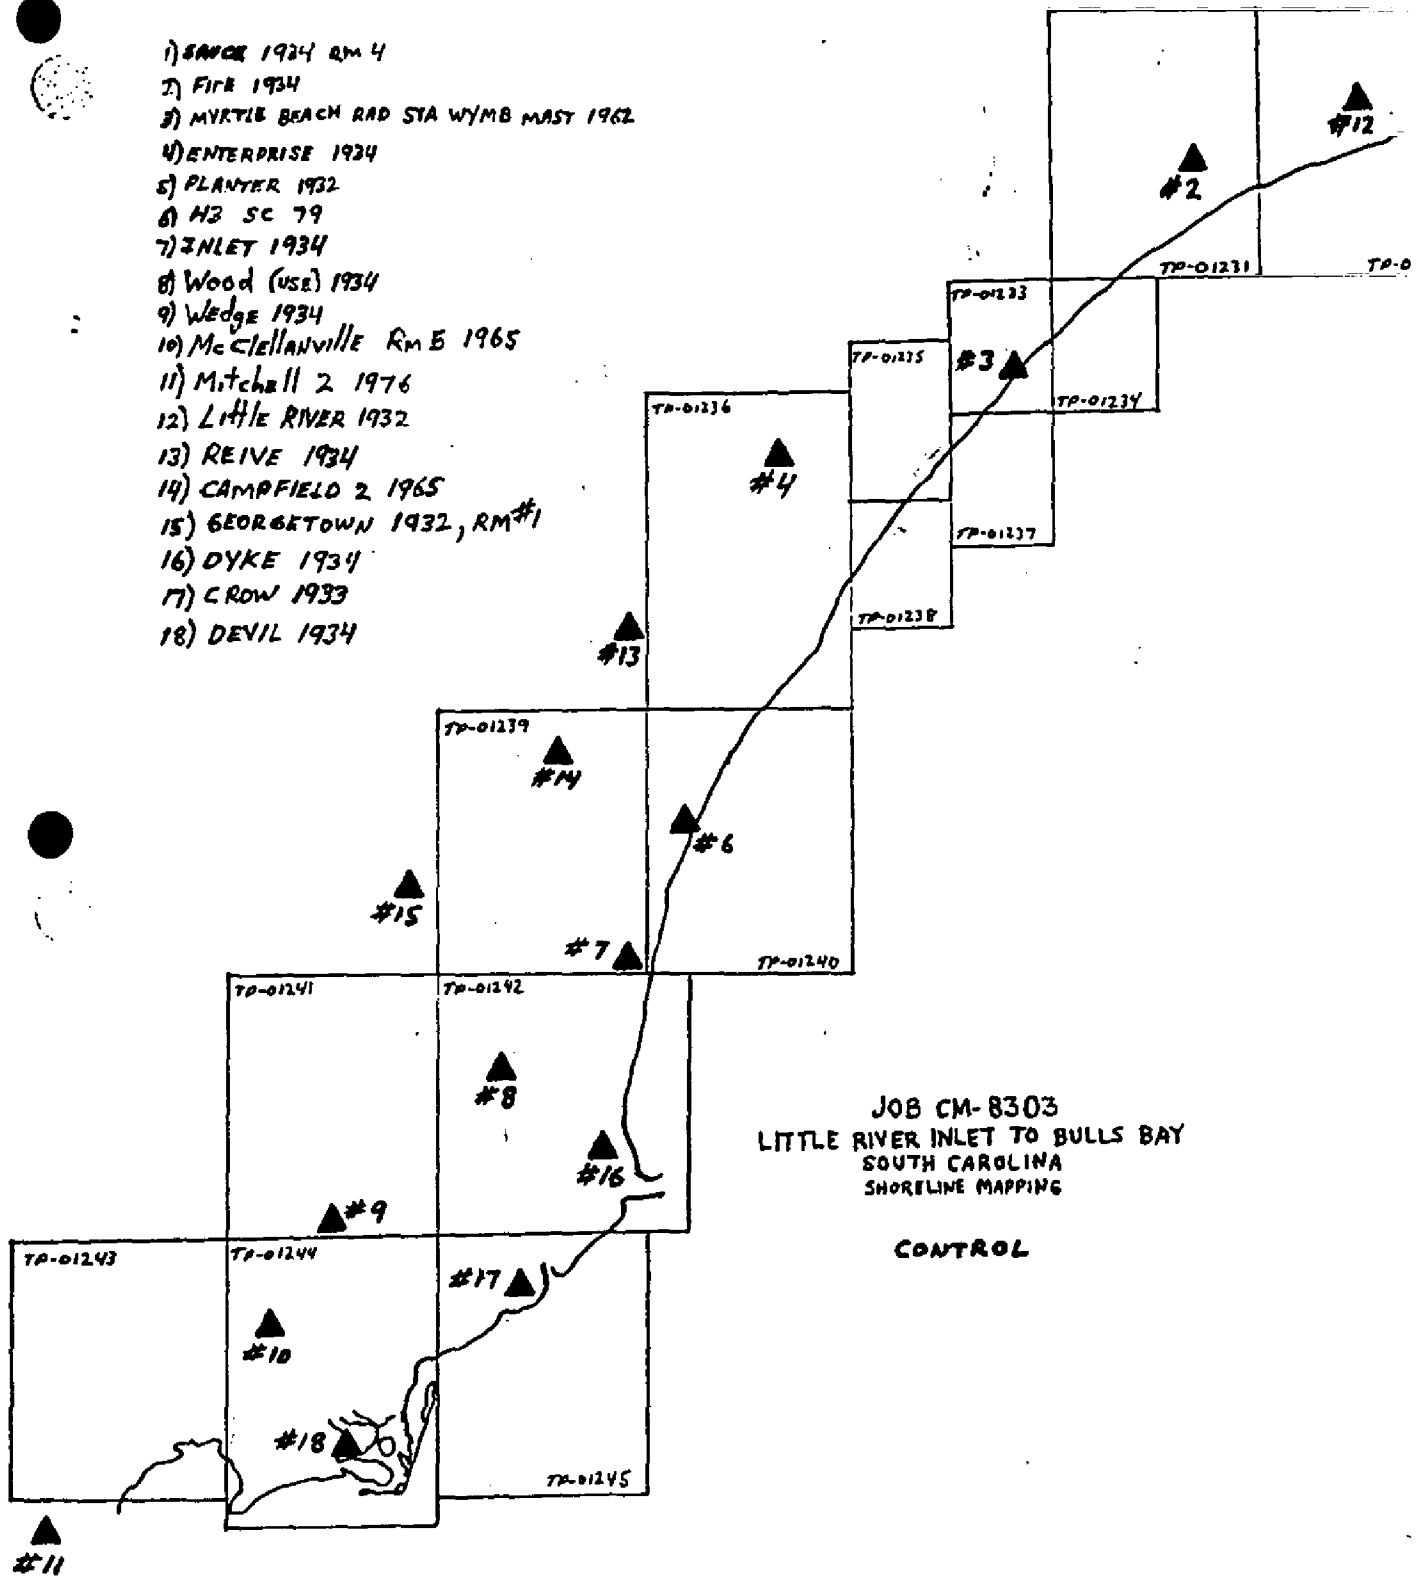 1) SAUCE 1934 RM 4
2) FIRE 1934
3) MYRTLE BEACH RAD STA WYMB MAST 1962
4) ENTERPRISE 1934
5) PLANTER 1932
6) H3 SC 79
7) INLET 1934
8) Wood (USE) 1934
9) Wedge 1934
10) McClellanville Rm 5 1965
11) Mitchell 2 1976
12) Little RIVER 1932
13) REIVE 1934
14) CAMPFIELD 2 1965
15) GEORGETOWN 1932, RM #1
16) DYKE 1934
17) CROW 1933
18) DEVIL 1934
#12
#2
TP-01231
TP-0
TP-01233
#3
TP-01235
TP-01234
TP-01236
#4
TP-01237
TP-01238
#13
TP-01239
#14
#6
#15
#7
TP-01240
TP-01241
TP-01242
#8
#16
#9
JOB CM-8303
LITTLE RIVER INLET TO BULLS BAY
SOUTH CAROLINA
SHORELINE MAPPING
CONTROL
TP-01243
TP-01244
#17
#10
#18
TP-01245
#11